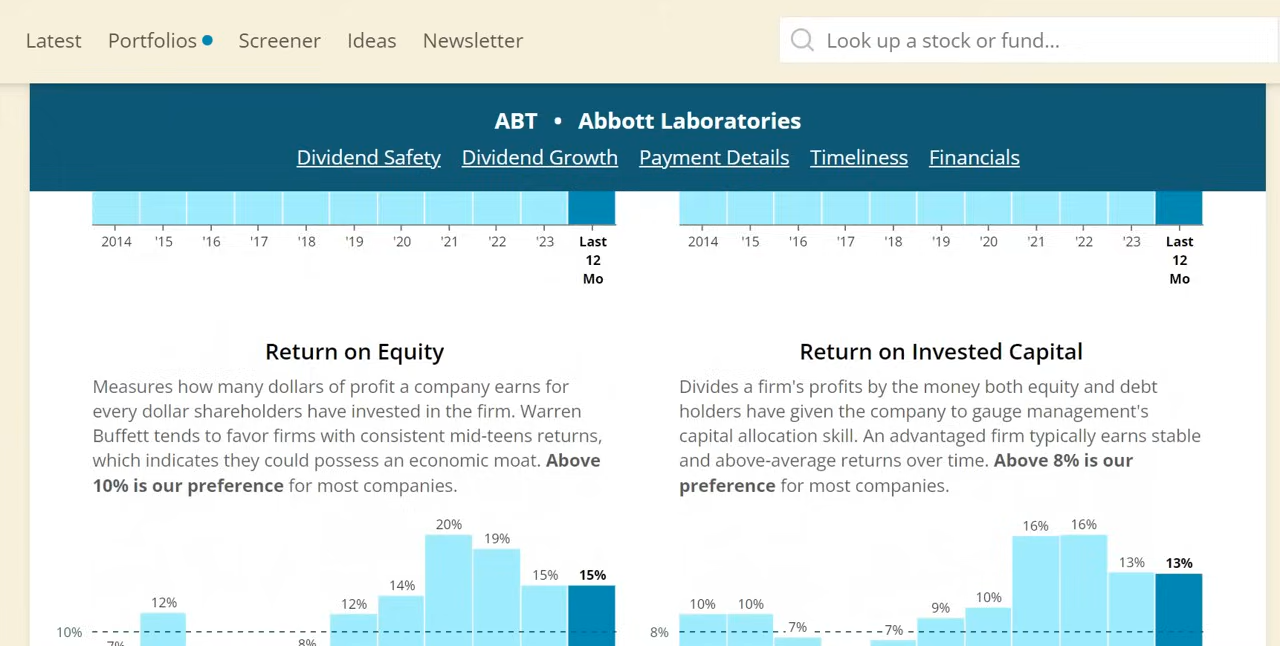 Latest Portfolios Screener Ideas Newsletter Look up a stock or fund...
ABT • Abbott Laboratories
Dividend Safety Dividend Growth Payment Details Timeliness Financials
2014 '15 '16 '17 '18 '19 '20 '21 '22 '23 Last
12
Mo
2014 '15 '16 '17 '18 '19 '20 '21 '22 '23 Last
12
Mo
Return on Equity
Measures how many dollars of profit a company earns for
every dollar shareholders have invested in the firm. Warren
Buffett tends to favor firms with consistent mid-teens returns,
which indicates they could possess an economic moat. Above
10% is our preference for most companies.
20%
19%
15% 15%
14%
12% 12%
10%
7% 8%
Return on Invested Capital
Divides a firm's profits by the money both equity and debt
holders have given the company to gauge management's
capital allocation skill. An advantaged firm typically earns stable
and above-average returns over time. Above 8% is our
preference for most companies.
16% 16%
13% 13%
10% 10% 9% 10%
8% 7% 7%